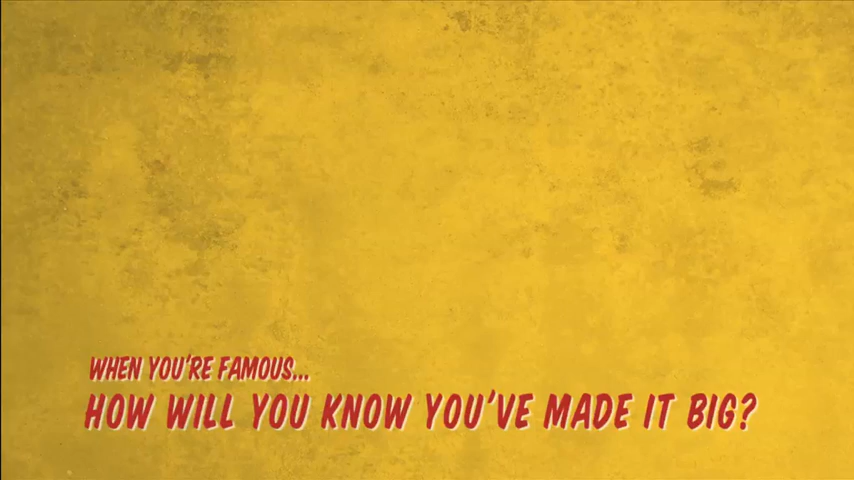 WHEN YOU'RE FAMOUS...
HOW WILL YOU KNOW YOU'VE MADE IT BIG?